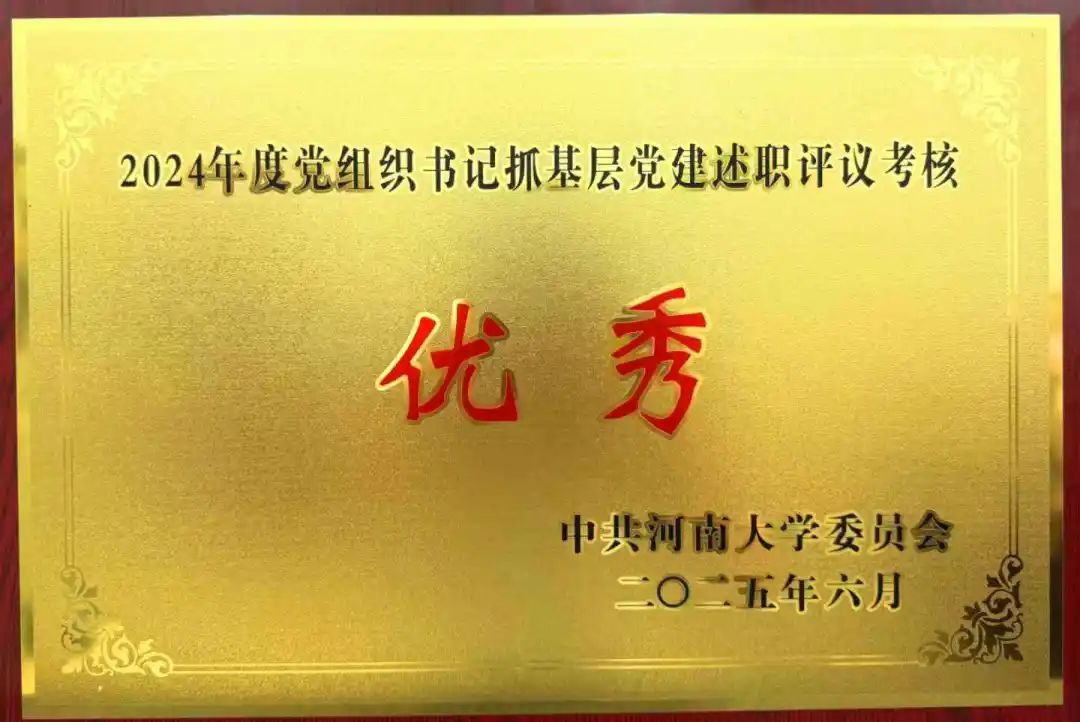 2024年度党组织书记抓基层党建述职评议考核
优秀
中共河南大学委员会
二〇二五年六月